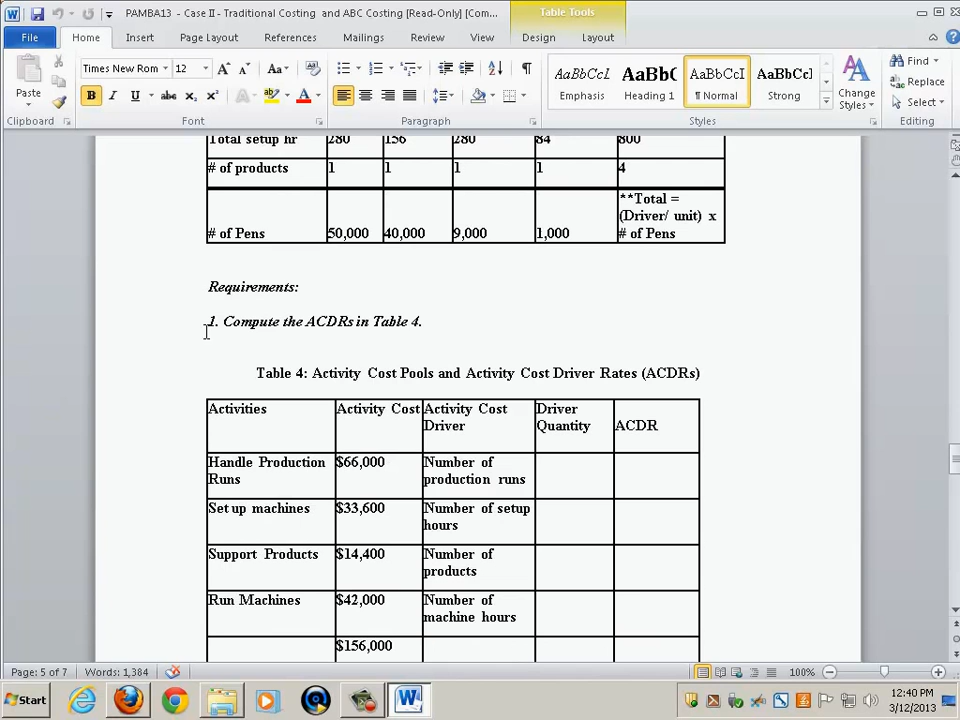 PAMBA13 - Case II - Traditional Costing and ABC Costing [Read-Only] [Com...
Table Tools
File Home Insert Page Layout References Mailings Review View Design Layout
Paste
Clipboard
Times New Rom 12
Font
Paragraph
AaBbCcI Emphasis
AaBbC Heading 1
AaBbCcI ¶ Normal
AaBbCc Strong
Change Styles
Styles
Find
Replace
Select
Editing
Total setup hr 280 156 280 84 800
# of products 1 1 1 1 4
**Total =
(Driver/ unit) x
# of Pens 50,000 40,000 9,000 1,000 # of Pens
Requirements:
1. Compute the ACDRs in Table 4.
Table 4: Activity Cost Pools and Activity Cost Driver Rates (ACDRs)
Activities Activity Cost Activity Cost Driver Driver Quantity ACDR
Handle Production Runs $66,000 Number of production runs
Set up machines $33,600 Number of setup hours
Support Products $14,400 Number of products
Run Machines $42,000 Number of machine hours
$156,000
Page: 5 of 7 Words: 1,384 100%
Start 12:40 PM
3/12/2013